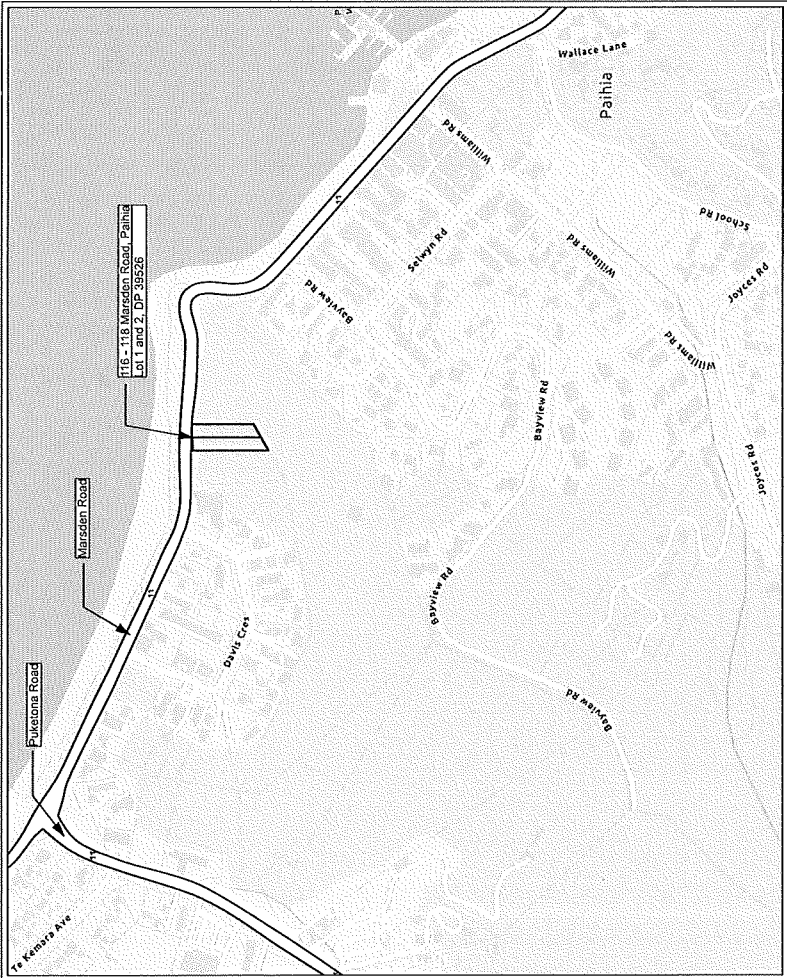 116 - 118 Marsden Road, Paihia
Lot 1 and 2, DP 39526
Marsden Road
Puketona Road
Wallace Lane
Paihia
Williams Rd
School Rd
Selwyn Rd
Williams Rd
Joyces Rd
Bayview Rd
Williams Rd
Bayview Rd
Joyces Rd
Bayview Rd
Davis Cres
Bayview Rd
Te Kemara Ave
11
11
11